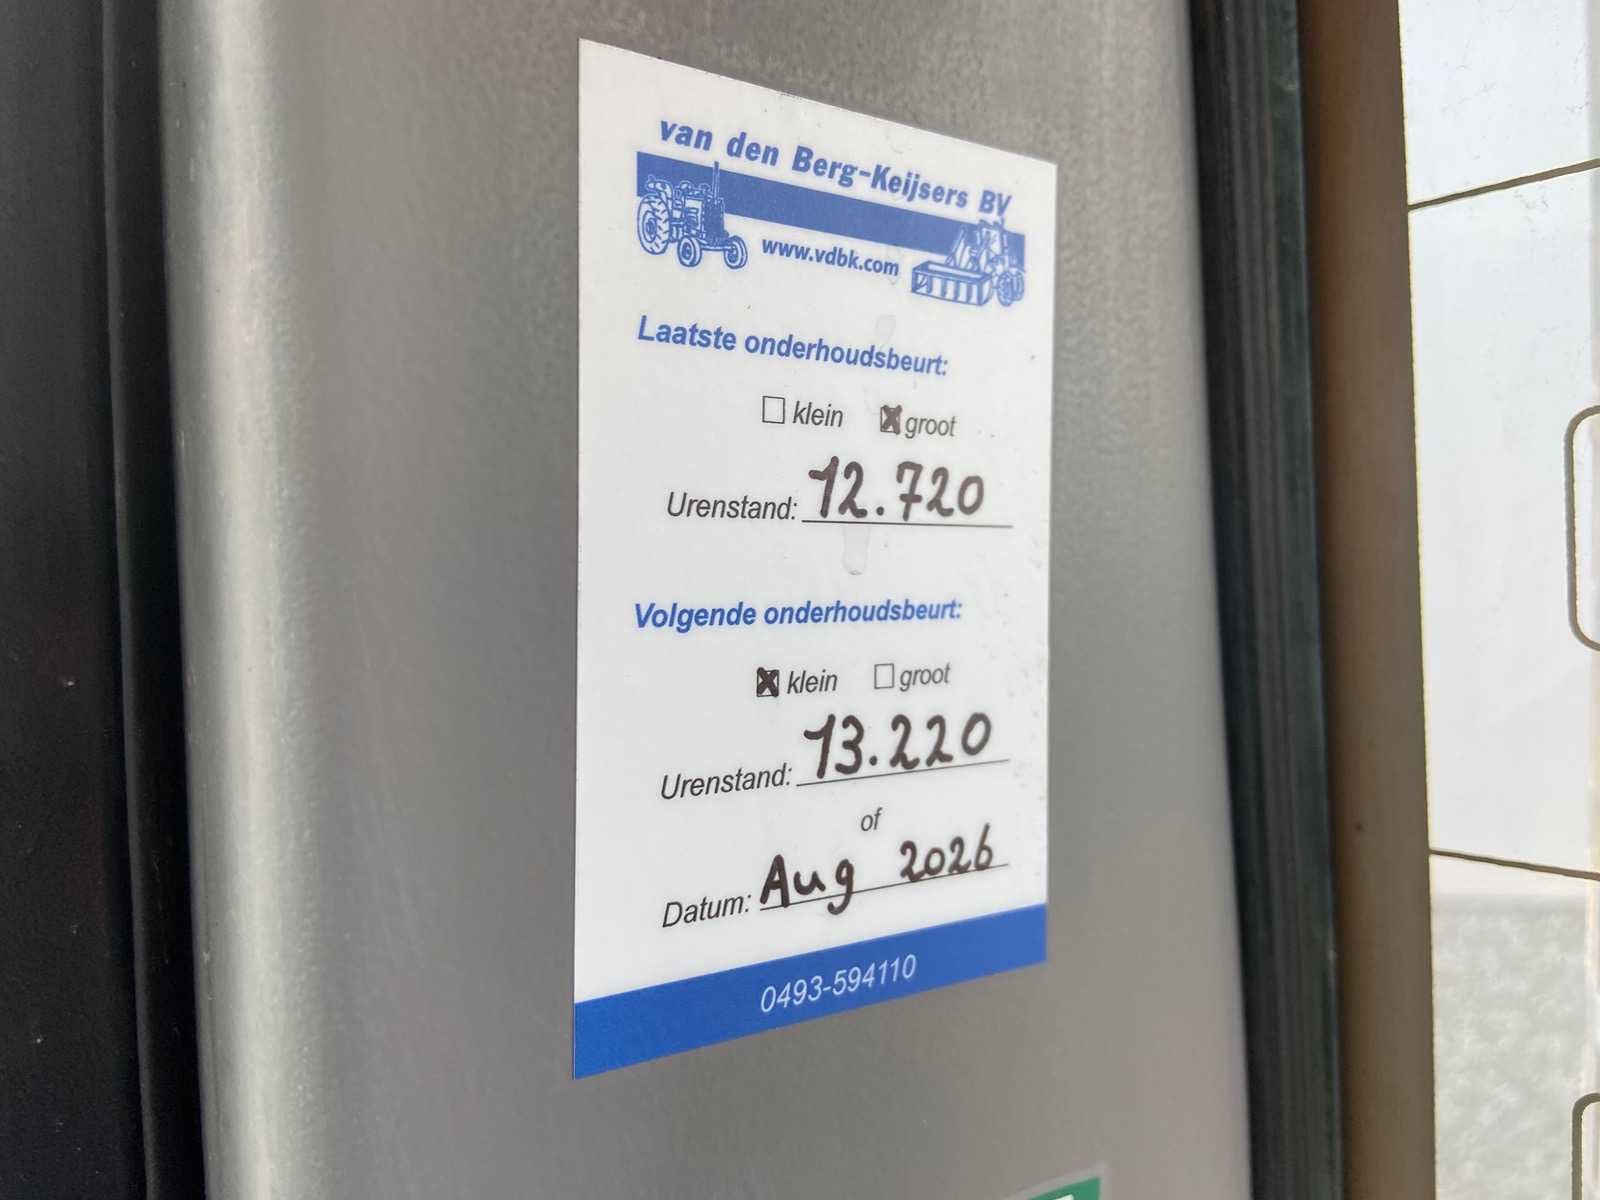 van den Berg-Keijsers BV
www.vdbk.com
Laatste onderhoudsbeurt:
klein groot
Urenstand: 12.720
Volgende onderhoudsbeurt:
klein groot
Urenstand: 13.220
of
Datum: Aug 2026
0493-594110